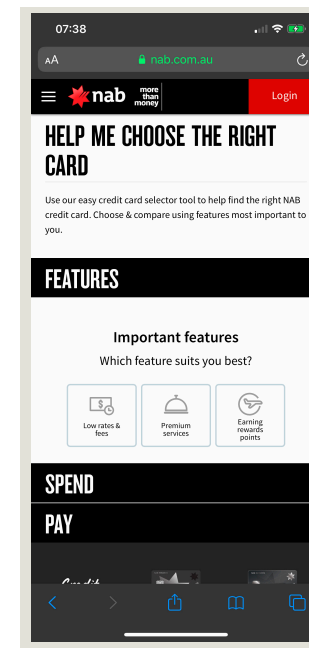 07:38
AA nab.com.au
nab more than money Login
HELP ME CHOOSE THE RIGHT
CARD
Use our easy credit card selector tool to help find the right NAB
credit card. Choose & compare using features most important to
you.
FEATURES
Important features
Which feature suits you best?
Low rates &
fees
Premium
services
Earning
rewards
points
SPEND
PAY
Credit